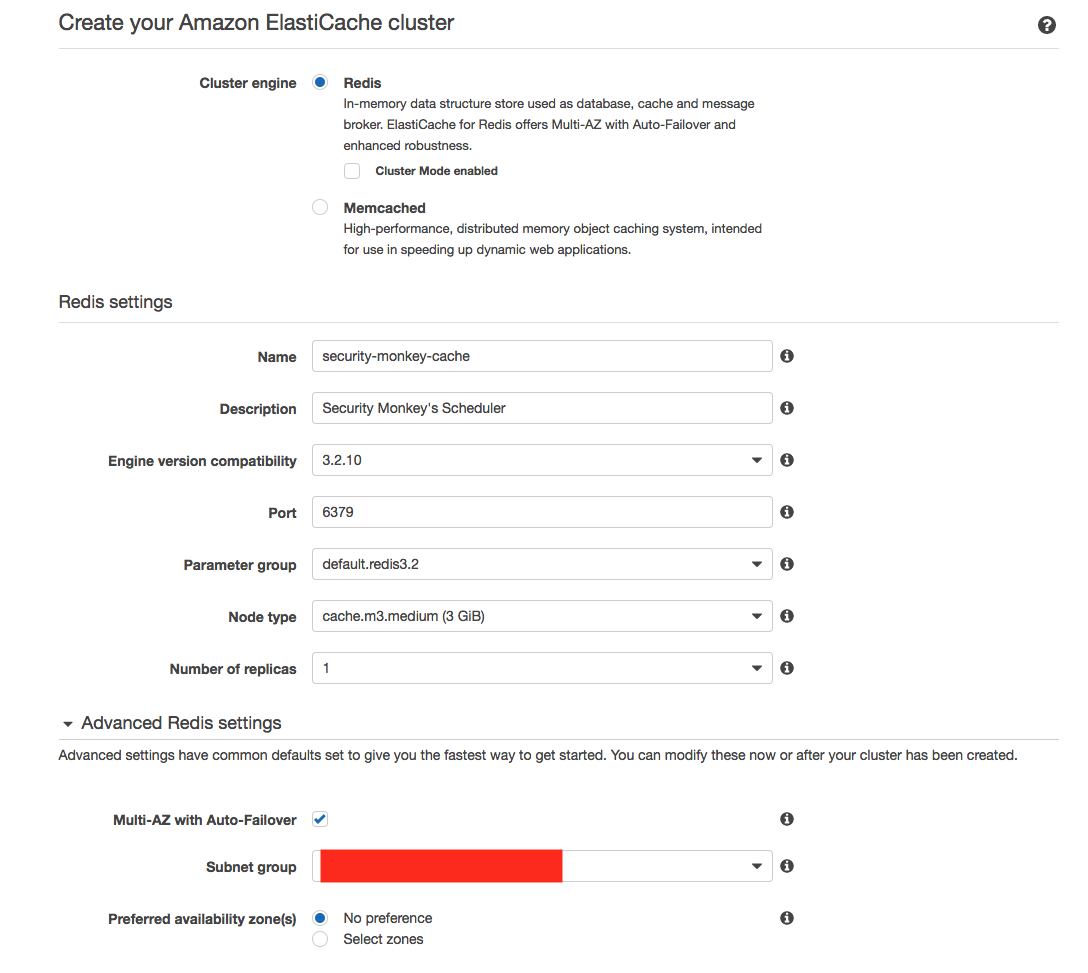 Create your Amazon ElastiCache cluster
Cluster engine
Redis
In-memory data structure store used as database, cache and message
broker. ElastiCache for Redis offers Multi-AZ with Auto-Failover and
enhanced robustness.
Cluster Mode enabled
Memcached
High-performance, distributed memory object caching system, intended
for use in speeding up dynamic web applications.
Redis settings
Name security-monkey-cache
Description Security Monkey's Scheduler
Engine version compatibility 3.2.10
Port 6379
Parameter group default.redis3.2
Node type cache.m3.medium (3 GiB)
Number of replicas 1
Advanced Redis settings
Advanced settings have common defaults set to give you the fastest way to get started. You can modify these now or after your cluster has been created.
Multi-AZ with Auto-Failover
Subnet group
Preferred availability zone(s) No preference
Select zones